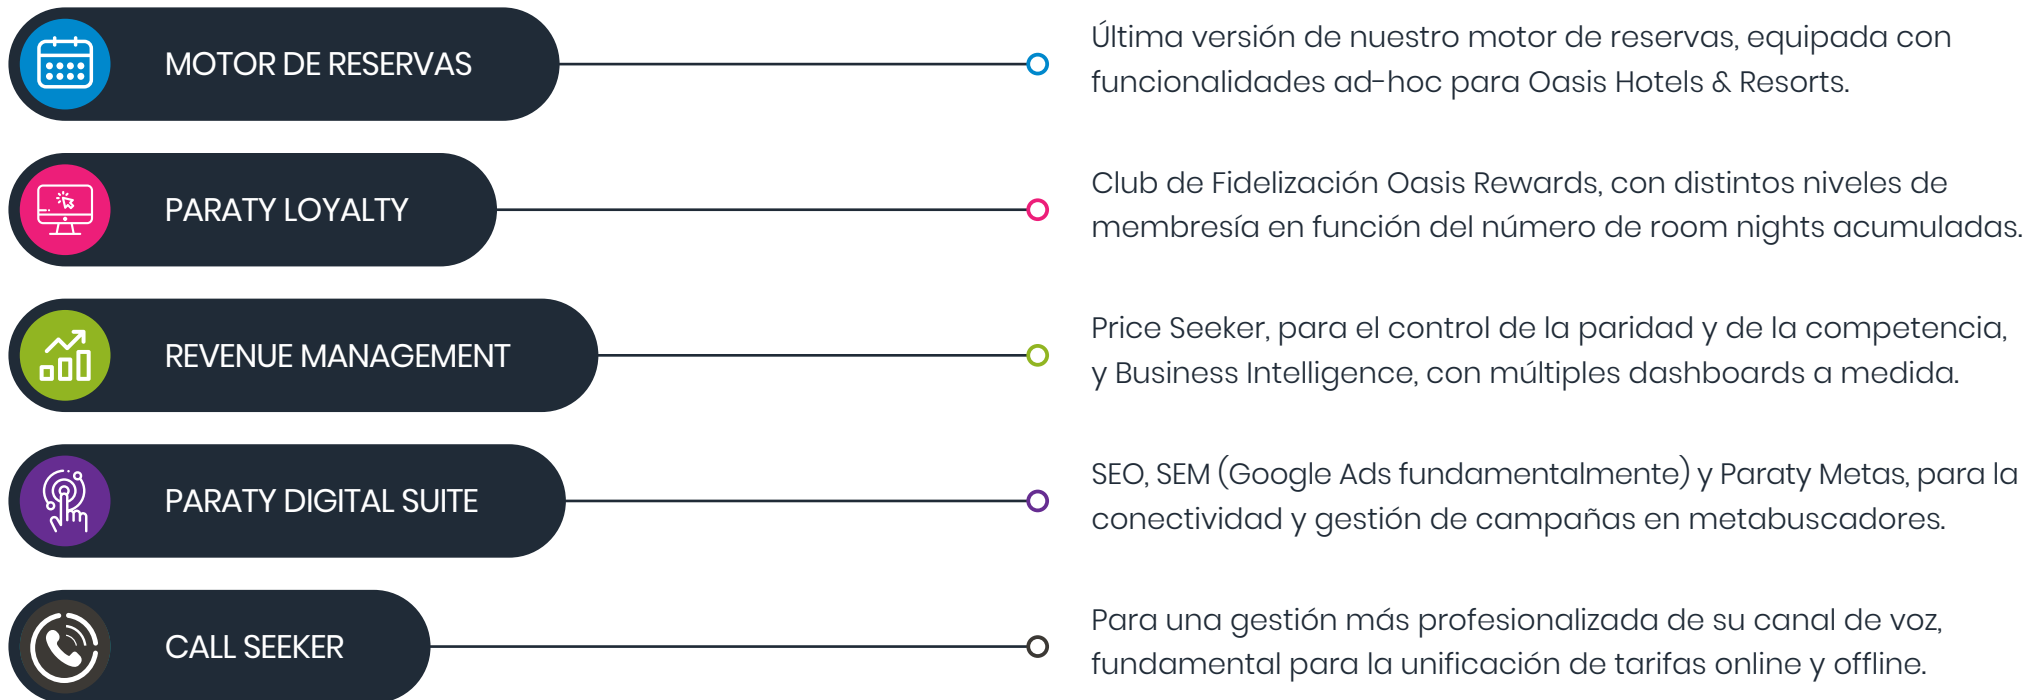 MOTOR DE RESERVAS
Última versión de nuestro motor de reservas, equipada con
funcionalidades ad-hoc para Oasis Hotels & Resorts.
PARATY LOYALTY
Club de Fidelización Oasis Rewards, con distintos niveles de
membresía en función del número de room nights acumuladas.
REVENUE MANAGEMENT
Price Seeker, para el control de la paridad y de la competencia,
y Business Intelligence, con múltiples dashboards a medida.
PARATY DIGITAL SUITE
SEO, SEM (Google Ads fundamentalmente) y Paraty Metas, para la
conectividad y gestión de campañas en metabuscadores.
CALL SEEKER
Para una gestión más profesionalizada de su canal de voz,
fundamental para la unificación de tarifas online y offline.